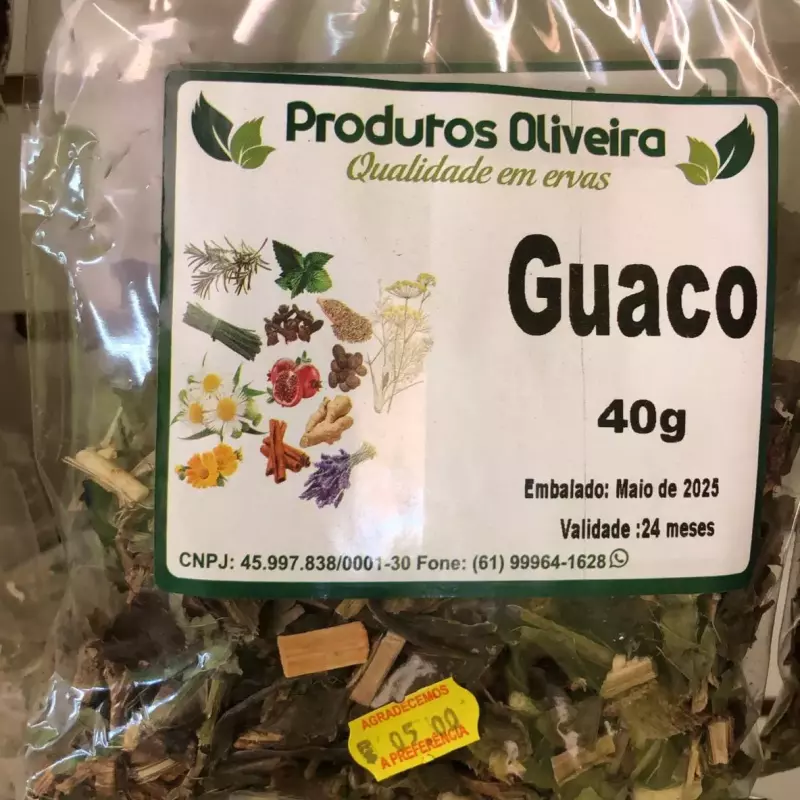 Produtos Oliveira
Qualidade em ervas
Guaco
40g
Embalado: Maio de 2025
Validade :24 meses
CNPJ: 45.997.838/0001-30 Fone: (61) 99964-1628
AGRADECEMOS
05 00
A PREFERÊNCIA